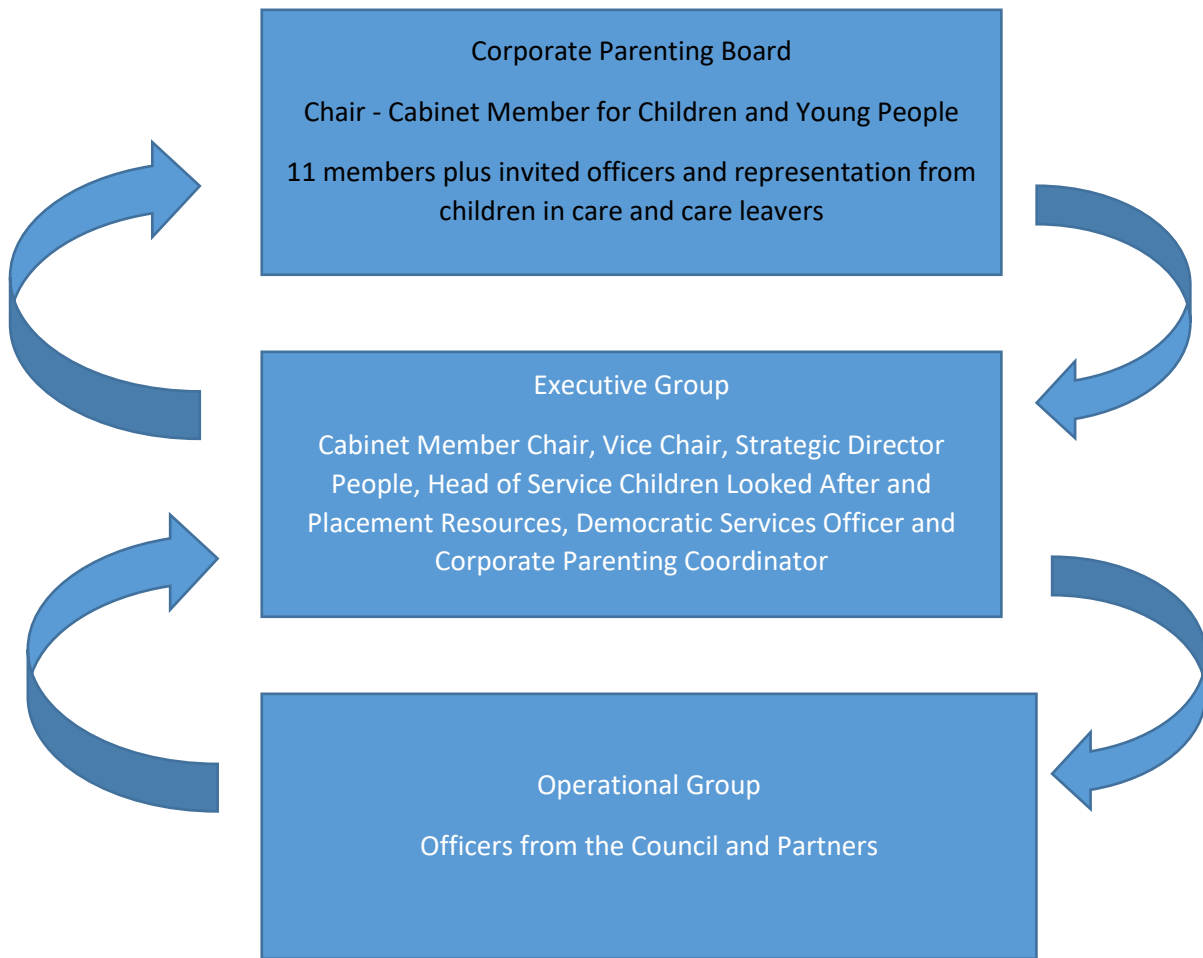 Corporate Parenting Board
Chair - Cabinet Member for Children and Young People
11 members plus invited officers and representation from
children in care and care leavers
Executive Group
Cabinet Member Chair, Vice Chair, Strategic Director
People, Head of Service Children Looked After and
Placement Resources, Democratic Services Officer and
Corporate Parenting Coordinator
Operational Group
Officers from the Council and Partners